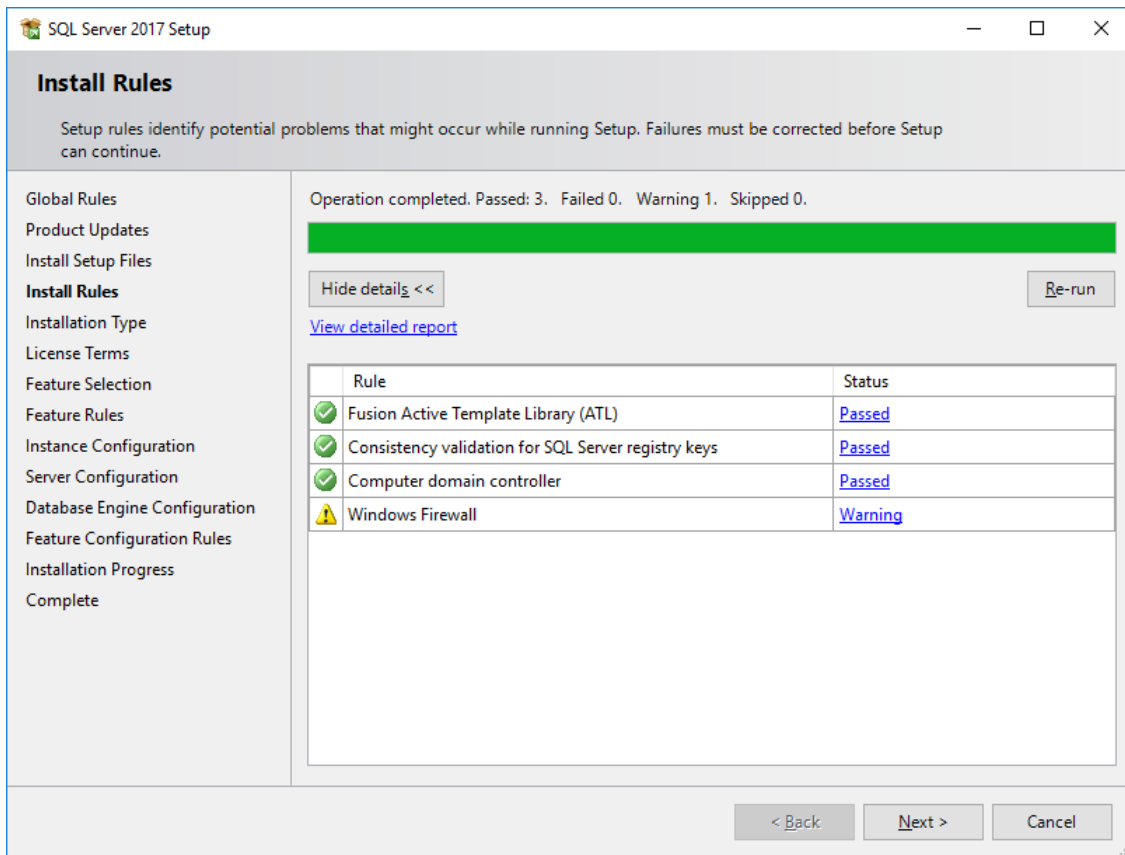 SQL Server 2017 Setup
Install Rules
Setup rules identify potential problems that might occur while running Setup. Failures must be corrected before Setup
can continue.
Global Rules
Product Updates
Install Setup Files
Install Rules
Installation Type
License Terms
Feature Selection
Feature Rules
Instance Configuration
Server Configuration
Database Engine Configuration
Feature Configuration Rules
Installation Progress
Complete
Operation completed. Passed: 3. Failed 0. Warning 1. Skipped 0.
Hide details << Re-run
View detailed report
Rule Status
Fusion Active Template Library (ATL) Passed
Consistency validation for SQL Server registry keys Passed
Computer domain controller Passed
Windows Firewall Warning
< Back Next > Cancel